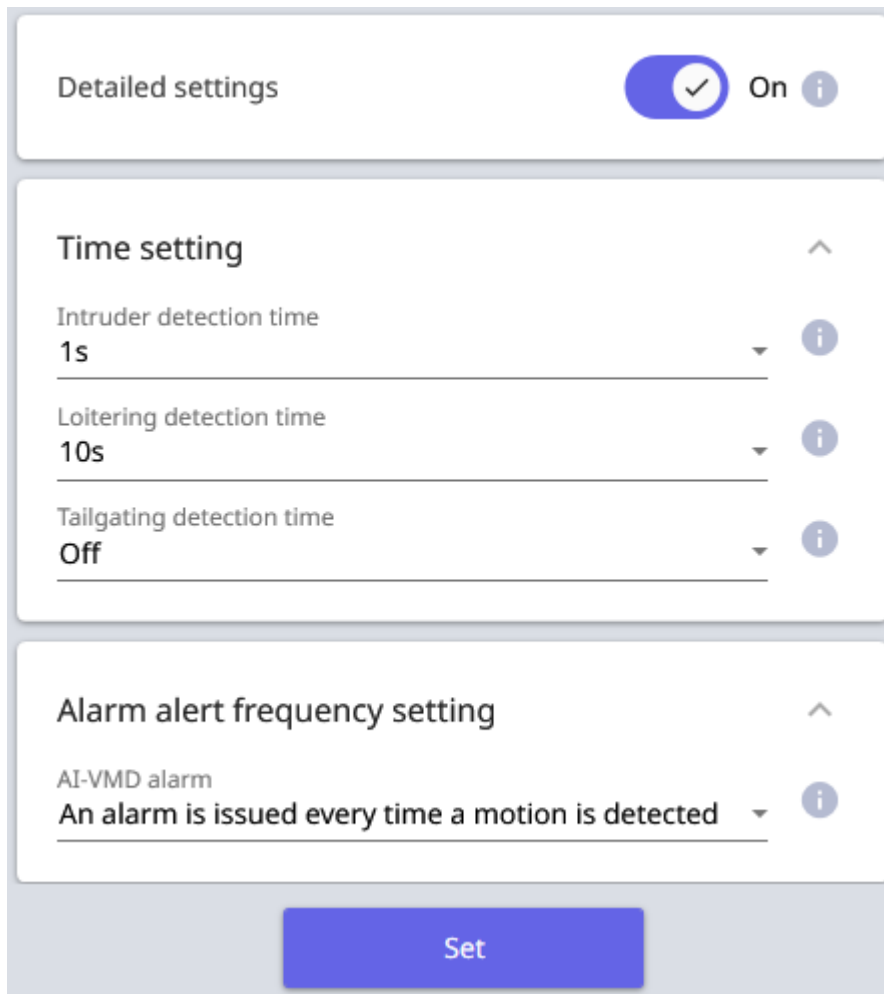 Detailed settings On
Time setting
Intruder detection time
1s
Loitering detection time
10s
Tailgating detection time
Off
Alarm alert frequency setting
AI-VMD alarm
An alarm is issued every time a motion is detected
Set